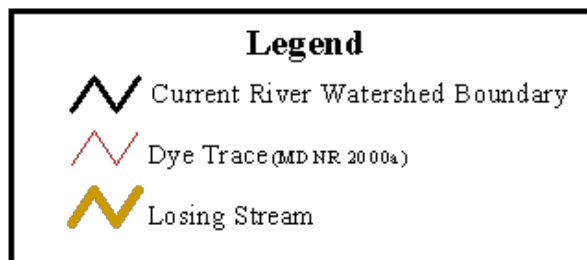 Legend
Current River Watershed Boundary
Dye Trace (MDNR 2000a)
Losing Stream